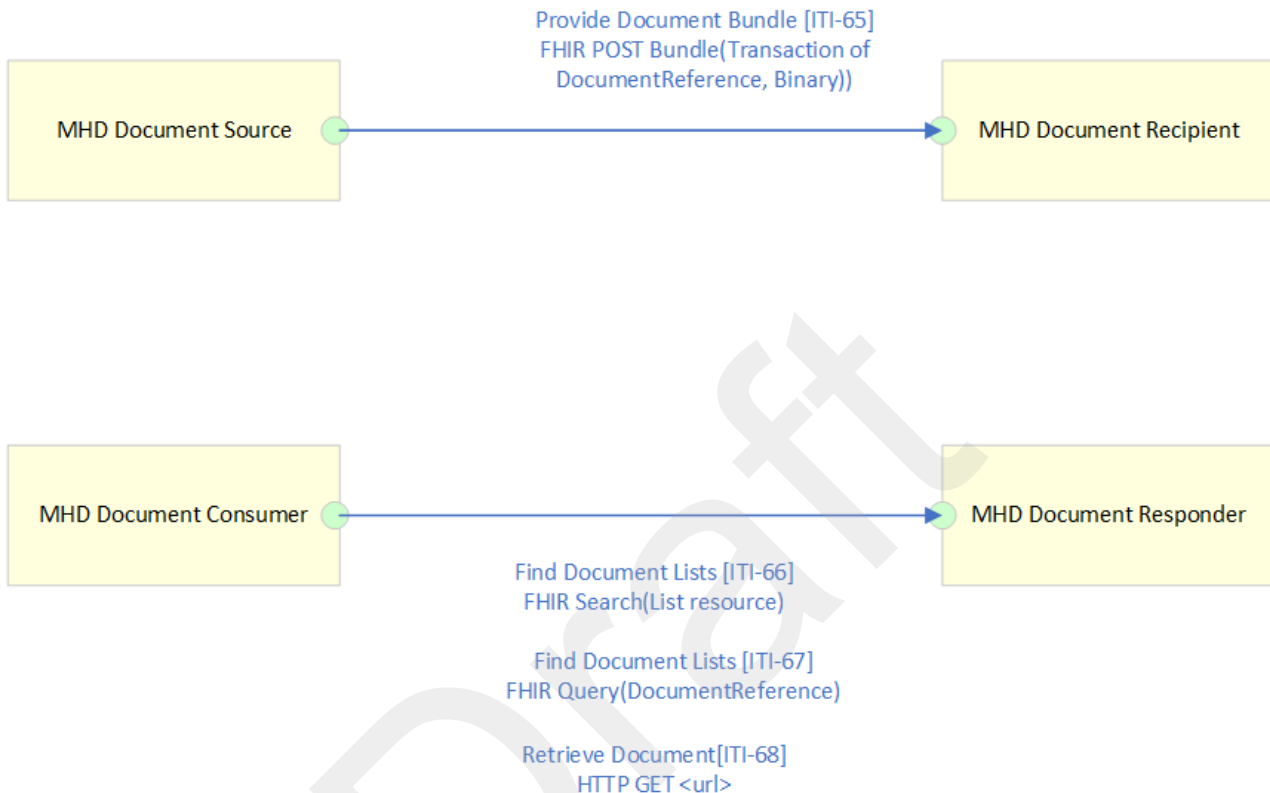 Provide Document Bundle [ITI-65]
FHIR POST Bundle(Transaction of
DocumentReference, Binary))
MHD Document Source
MHD Document Recipient
MHD Document Consumer
MHD Document Responder
Find Document Lists [ITI-66]
FHIR Search(List resource)
Find Document Lists [ITI-67]
FHIR Query(DocumentReference)
Retrieve Document[ITI-68]
HTTP GET <url>
Draft